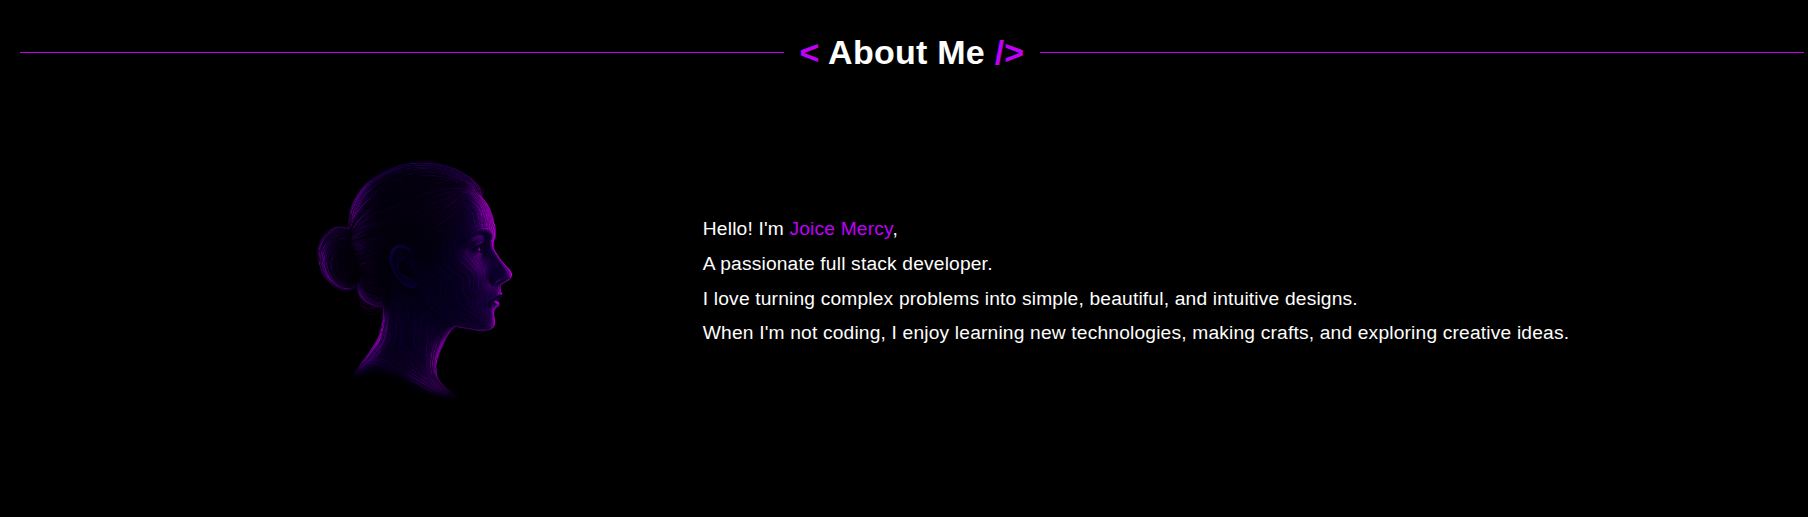 < About Me />
Hello! I'm Joice Mercy,
A passionate full stack developer.
I love turning complex problems into simple, beautiful, and intuitive designs.
When I'm not coding, I enjoy learning new technologies, making crafts, and exploring creative ideas.